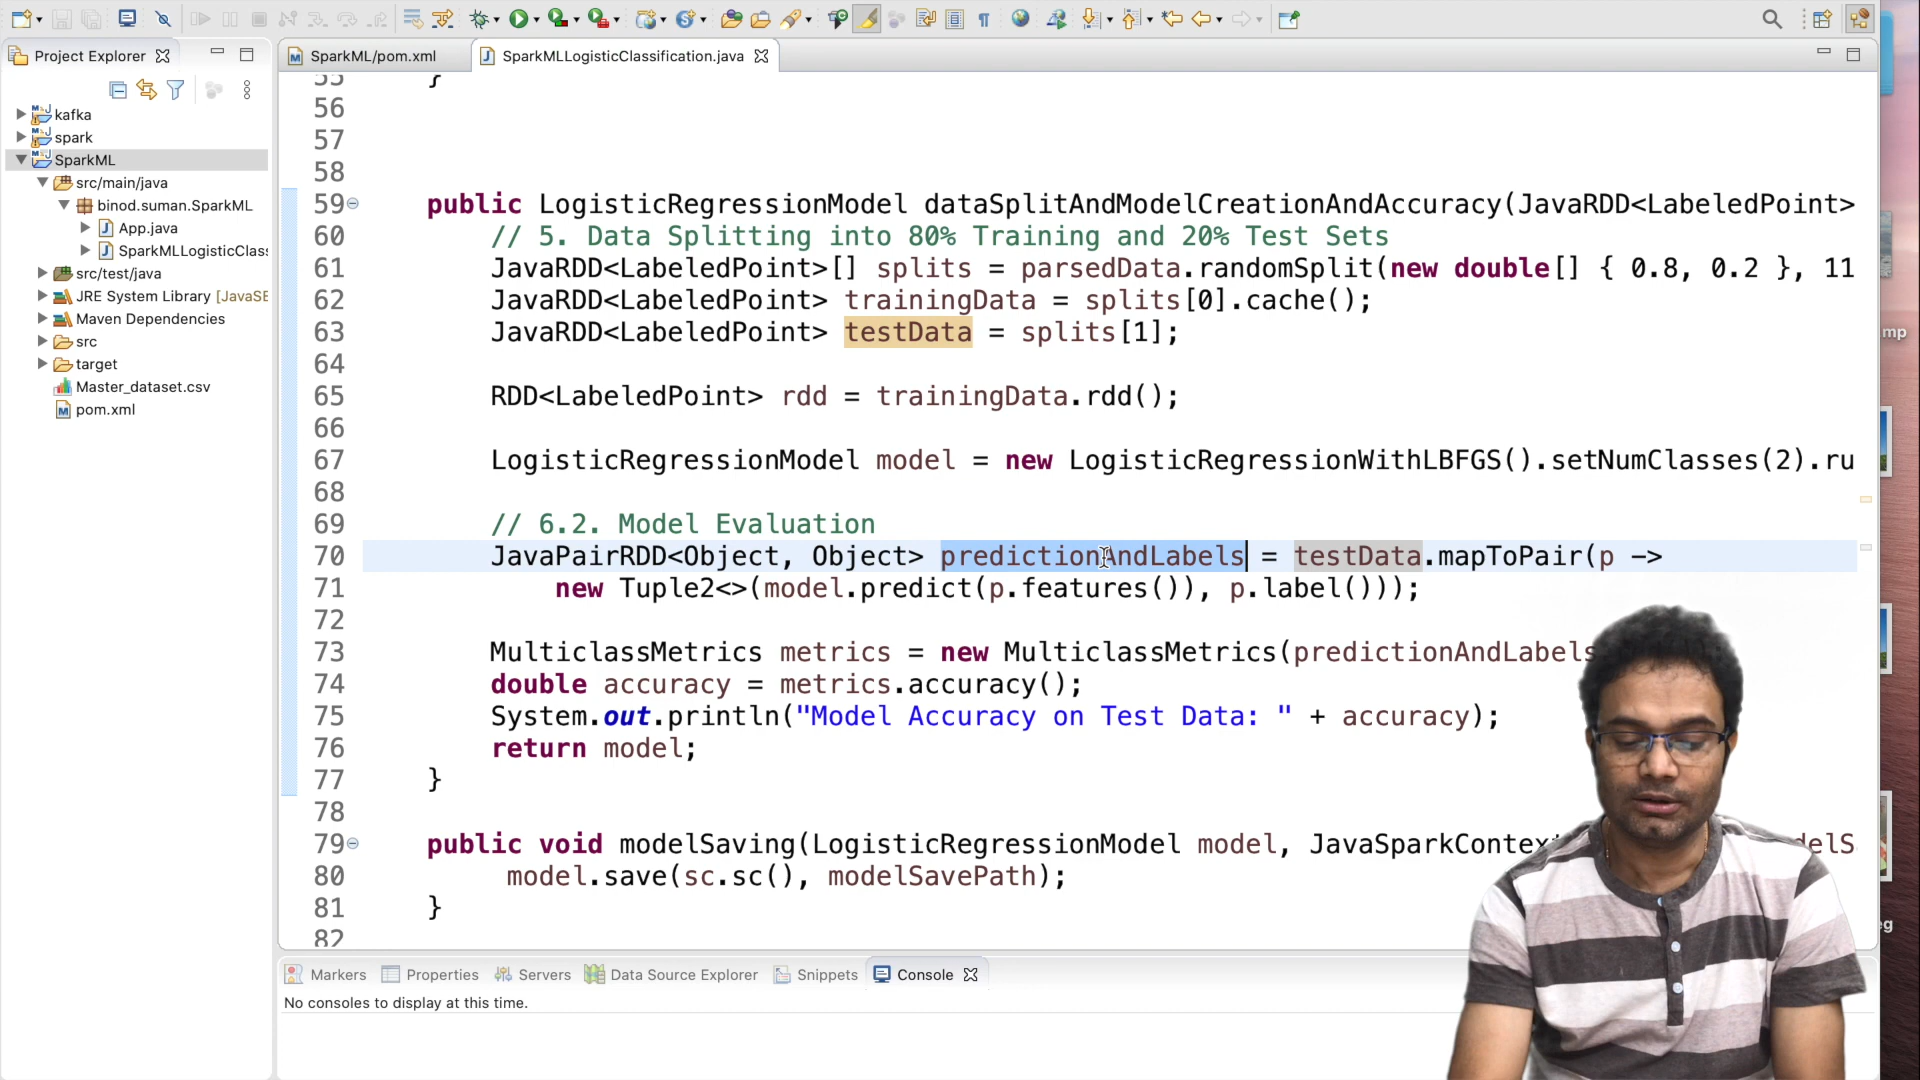 Project Explorer
SparkML/pom.xml
SparkMLLogisticClassification.java
kafka
spark
SparkML
src/main/java
binod.suman.SparkML
App.java
SparkMLLogisticClass
src/test/java
JRE System Library [JavaSE
Maven Dependencies
src
target
Master_dataset.csv
pom.xml
55 }
56
57
58
59 public LogisticRegressionModel dataSplitAndModelCreationAndAccuracy(JavaRDD<LabeledPoint>
60 // 5. Data Splitting into 80% Training and 20% Test Sets
61 JavaRDD<LabeledPoint>[] splits = parsedData.randomSplit(new double[] { 0.8, 0.2 }, 11
62 JavaRDD<LabeledPoint> trainingData = splits[0].cache();
63 JavaRDD<LabeledPoint> testData = splits[1];
64
65 RDD<LabeledPoint> rdd = trainingData.rdd();
66
67 LogisticRegressionModel model = new LogisticRegressionWithLBFGS().setNumClasses(2).ru
68
69 // 6.2. Model Evaluation
70 JavaPairRDD<Object, Object> predictionAndLabels = testData.mapToPair(p ->
71 new Tuple2<>(model.predict(p.features()), p.label()));
72
73 MulticlassMetrics metrics = new MulticlassMetrics(predictionAndLabels
74 double accuracy = metrics.accuracy();
75 System.out.println("Model Accuracy on Test Data: " + accuracy);
76 return model;
77 }
78
79 public void modelSaving(LogisticRegressionModel model, JavaSparkContext delS
80 model.save(sc.sc(), modelSavePath);
81 }
82
Markers
Properties
Servers
Data Source Explorer
Snippets
Console
No consoles to display at this time.
mp